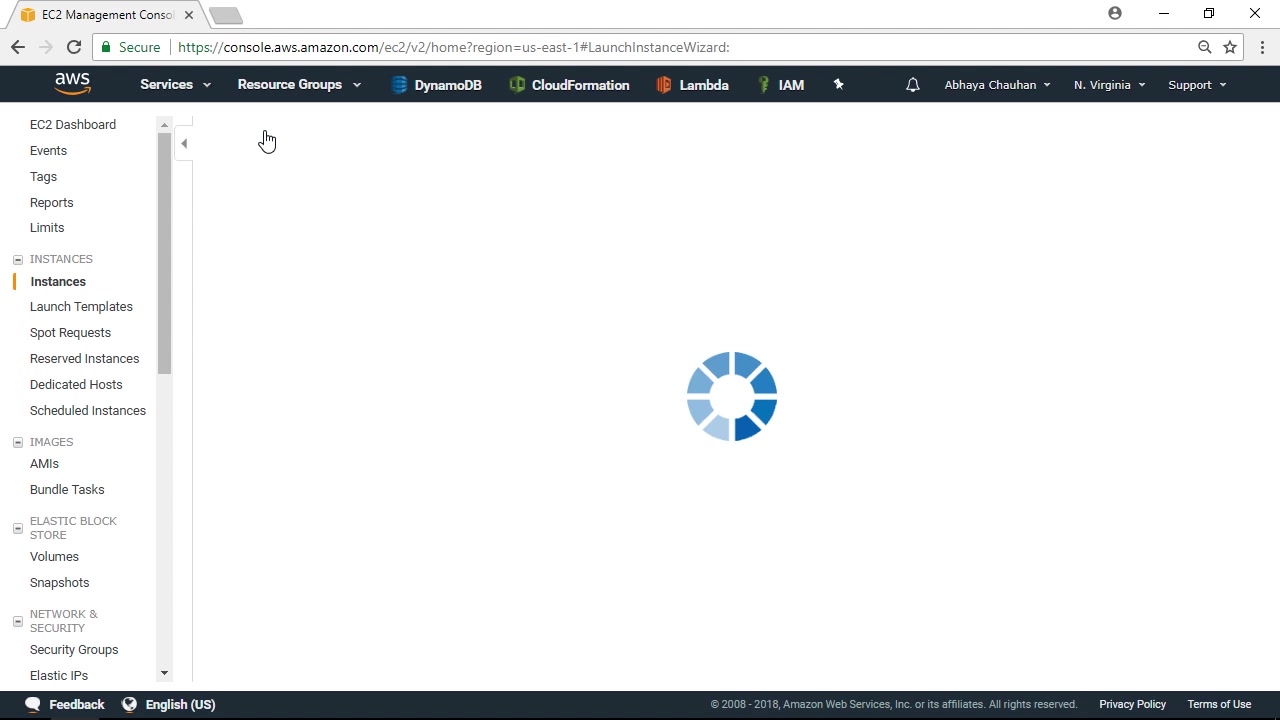 EC2 Management Consol
Secure https://console.aws.amazon.com/ec2/v2/home?region=us-east-1#LaunchInstanceWizard:
aws Services Resource Groups DynamoDB CloudFormation Lambda IAM Abhaya Chauhan N. Virginia Support
EC2 Dashboard
Events
Tags
Reports
Limits
INSTANCES
Instances
Launch Templates
Spot Requests
Reserved Instances
Dedicated Hosts
Scheduled Instances
IMAGES
AMIs
Bundle Tasks
ELASTIC BLOCK
STORE
Volumes
Snapshots
NETWORK &
SECURITY
Security Groups
Elastic IPs
Feedback English (US) © 2008 - 2018, Amazon Web Services, Inc. or its affiliates. All rights reserved. Privacy Policy Terms of Use